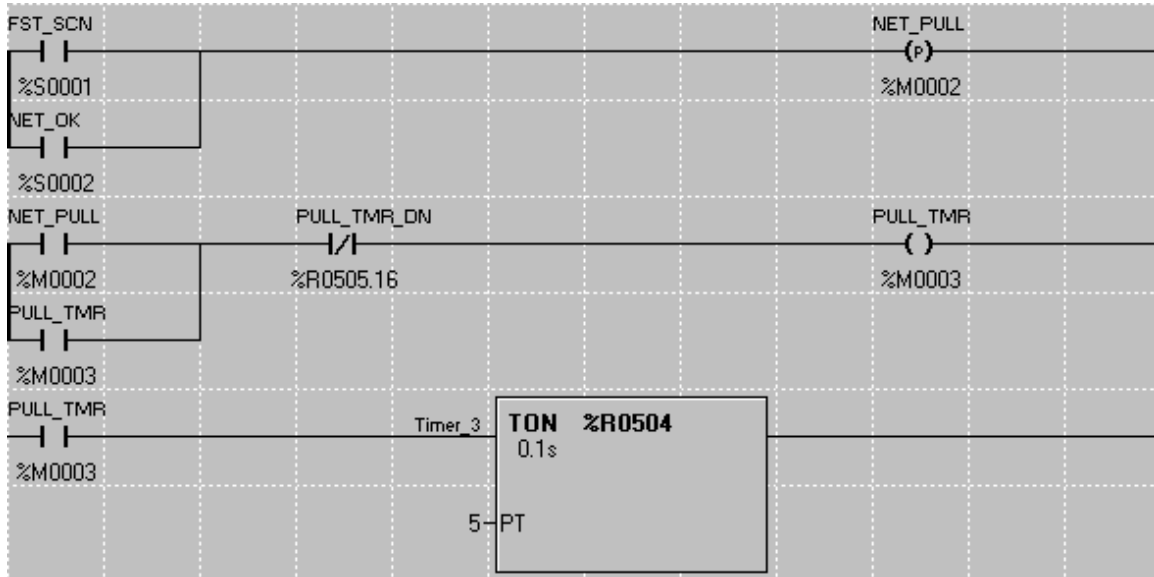 FST_SCN NET_PULL
(P)
%S0001 %M0002
NET_OK
%S0002
NET_PULL PULL_TMR_DN PULL_TMR
%M0002 %R0505.16 %M0003
PULL_TMR
%M0003
PULL_TMR Timer_3 TON %R0504
0.1s
%M0003
5 PT